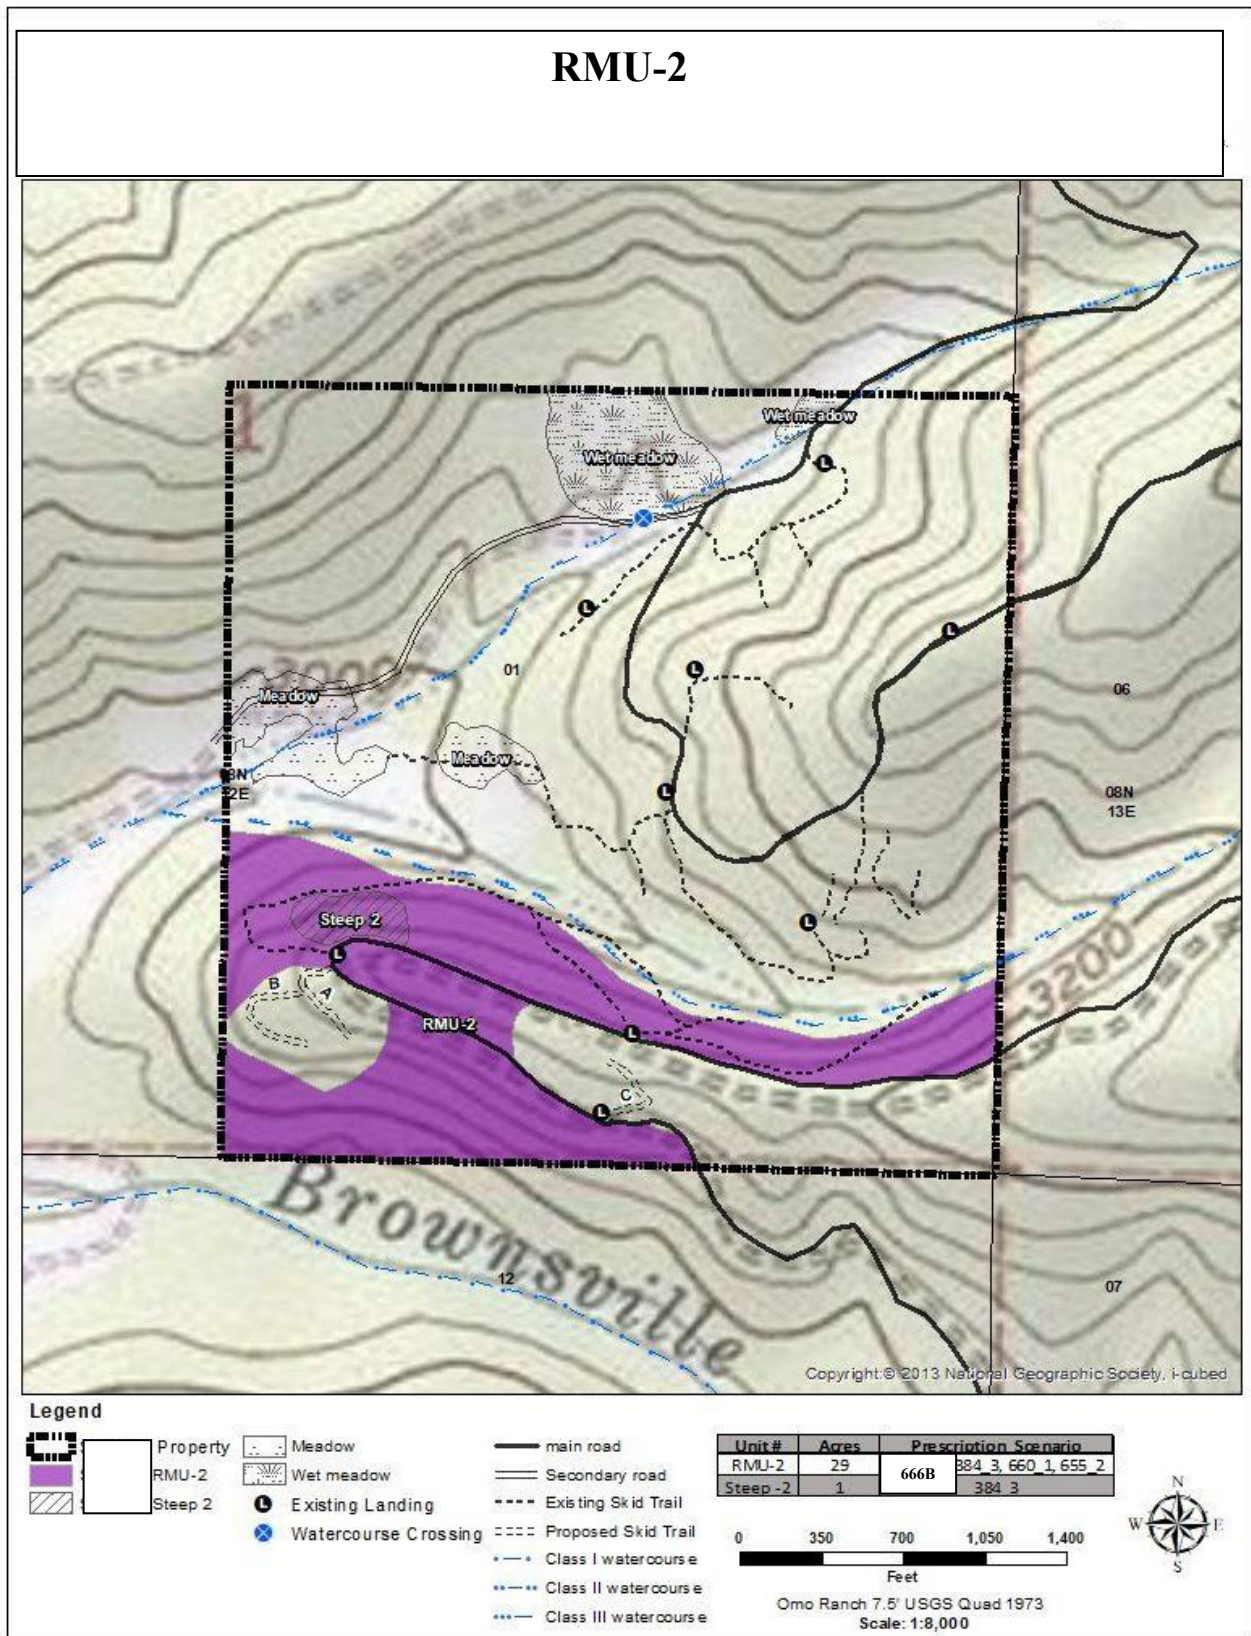 RMU-2
1
Wet meadow
Wet meadow
01
06
Meadow
Meadow
08N
13E
2E
Steep 2
B
A
RMU-2
C
3200
Brownsville
12
07
Copyright:© 2013 National Geographic Society, i-cubed
Legend
Property
RMU-2
Steep 2
Meadow
Wet meadow
L Existing Landing
Watercourse Crossing
main road
Secondary road
Existing Skid Trail
Proposed Skid Trail
Class I watercourse
Class II watercourse
Class III watercourse
Unit # Acres Prescription Scenario
RMU-2 29 666B 384_3, 660_1, 655_2
Steep -2 1 384_3
0 350 700 1,050 1,400
Feet
Omo Ranch 7.5' USGS Quad 1973
Scale: 1:8,000
N
W E
S